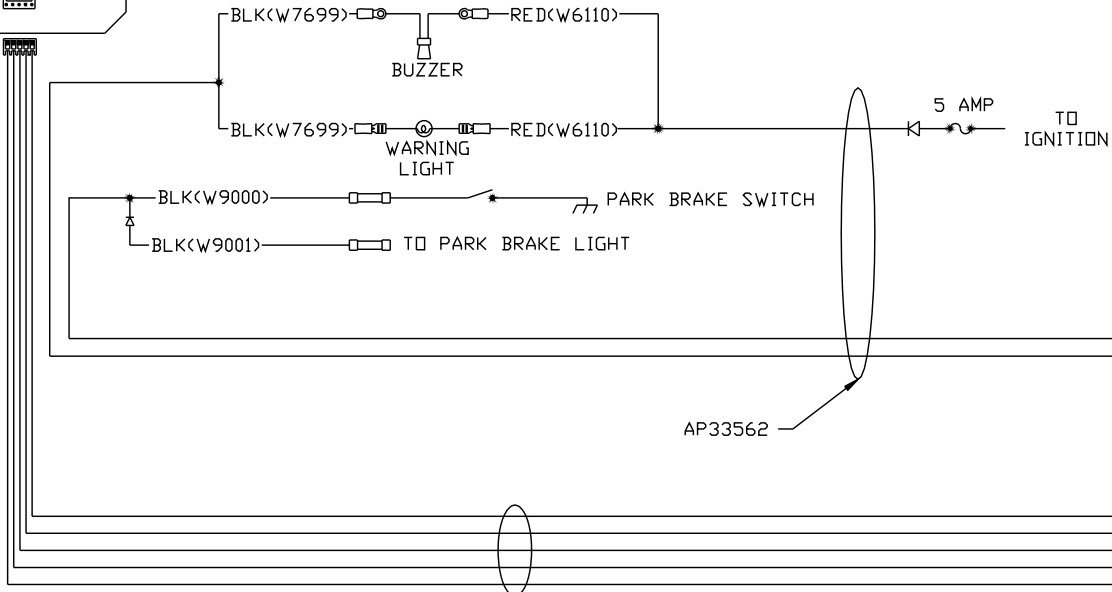 BLK(W7699)
RED(W6110)
BUZZER
5 AMP
TO
IGNITION
BLK(W7699)
RED(W6110)
WARNING
LIGHT
BLK(W9000)
PARK BRAKE SWITCH
BLK(W9001)
TO PARK BRAKE LIGHT
AP33562